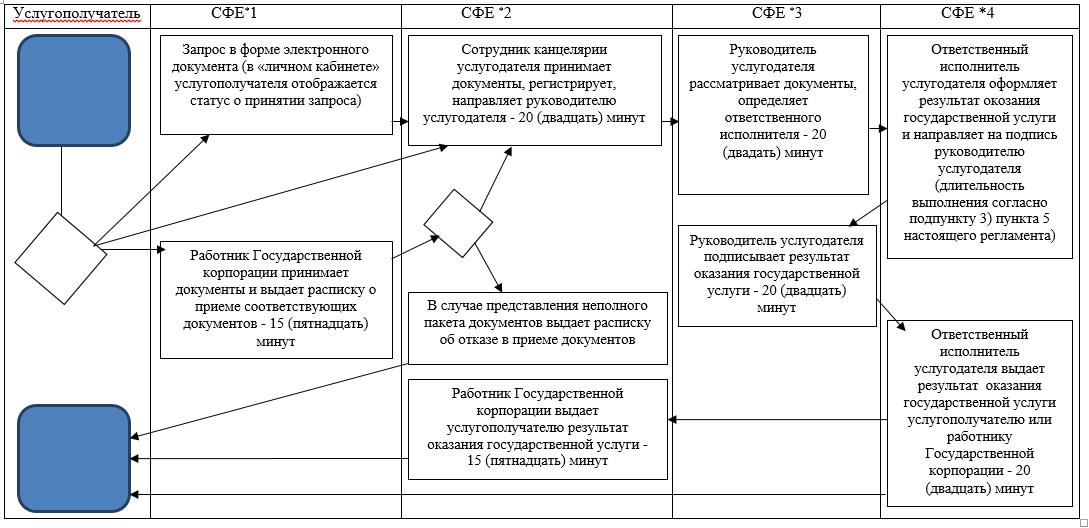 Услугополучатель
СФЕ*1
СФЕ *2
СФЕ *3
СФЕ *4
Запрос в форме электронного
документа (в «личном кабинете»
услугополучателя отображается
статус о принятии запроса)
Сотрудник канцелярии
услугодателя принимает
документы, регистрирует,
направляет руководителю
услугодателя - 20 (двадцать) минут
Руководитель
услугодателя
рассматривает документы,
определяет
ответственного
исполнителя - 20
(двадать) минут
Ответственный
исполнитель
услугодателя оформляет
результат окозания
государственной услуги
и направляет на подпись
руководителю
услугодателя
(длительность
выполнения согласно
подпункту 3) пункта 5
настоящего регламента)
Работник Государственной
корпорации принимает
документы и выдает расписку о
приеме соответствующих
документов - 15 (пятнадцать)
минут
Руководитель услугодателя
подписывает результат
оказания государственной
услуги - 20 (двадцать)
минут
В случае представления неполного
пакета документов выдает расписку
об отказе в приеме документов
Ответственный
исполнитель
услугодателя выдает
результат оказания
государственной услуги
услугополучателю или
работнику
Государственной
корпорации - 20
(двадцать) минут
Работник Государственной
корпорации выдает
услугополучателю результат
оказания государственной услуги -
15 (пятнадцать) минут